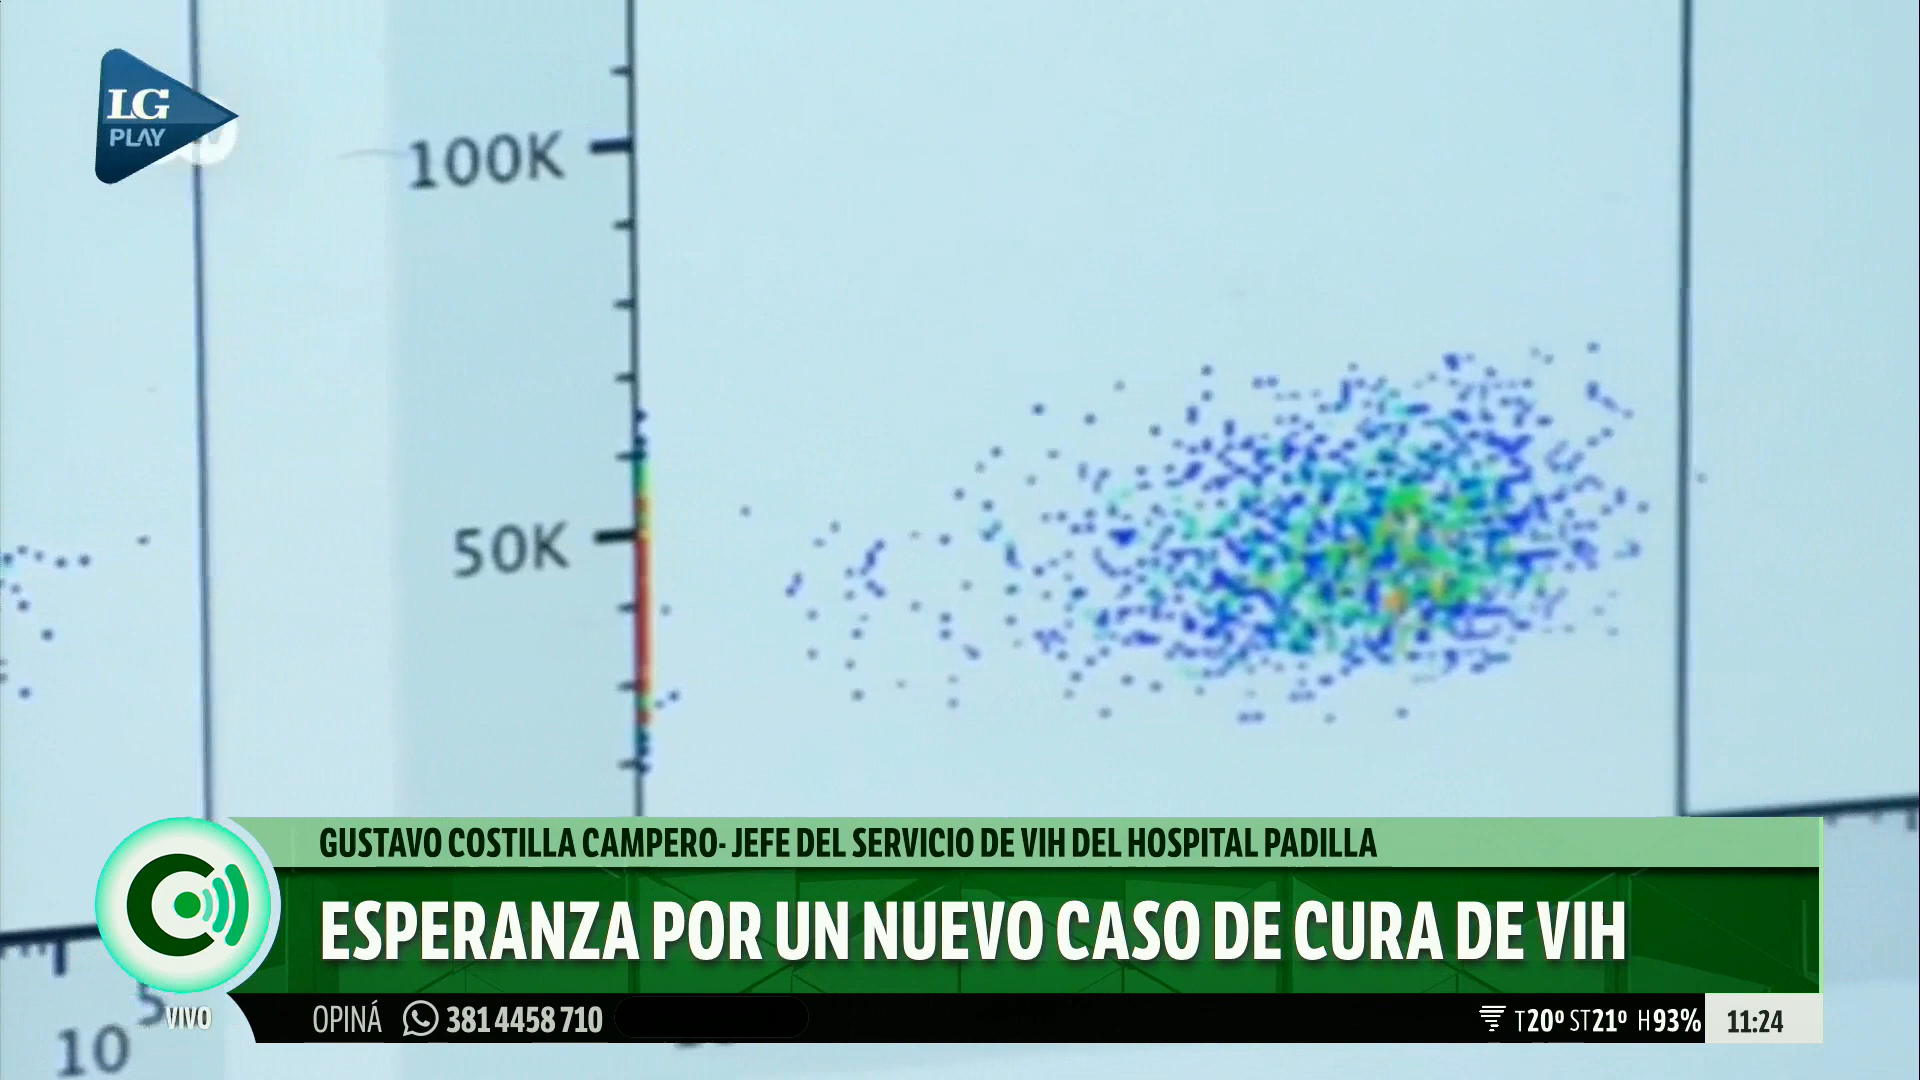 LG
PLAY
100K
50K
GUSTAVO COSTILLA CAMPERO- JEFE DEL SERVICIO DE VIH DEL HOSPITAL PADILLA
ESPERANZA POR UN NUEVO CASO DE CURA DE VIH
VIVO
OPINÁ 381 4458 710
T20º ST21º H93% 11:24
10 5